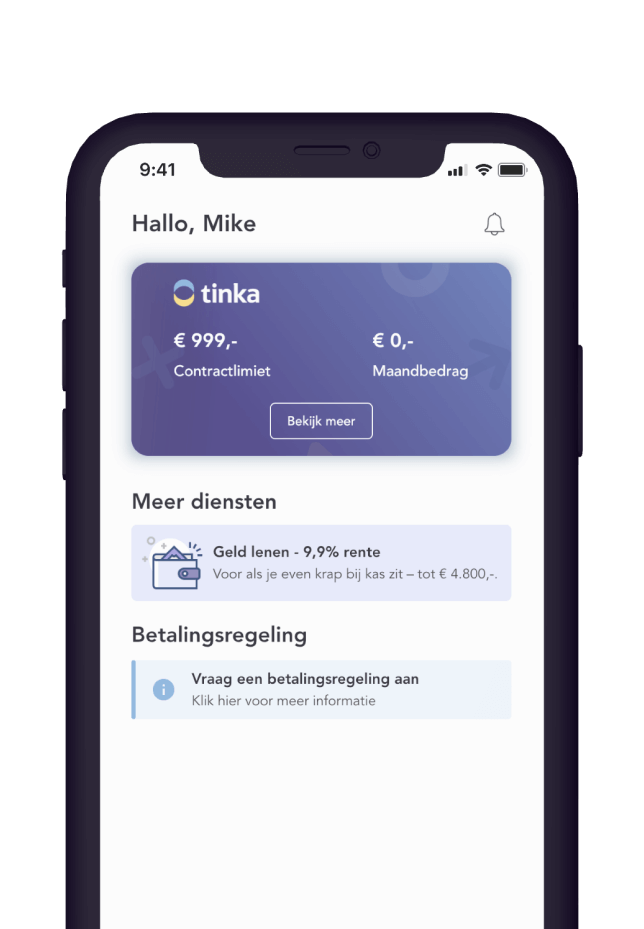 9:41
Hallo, Mike
tinka
€ 999,- € 0,-
Contractlimiet Maandbedrag
Bekijk meer
Meer diensten
Geld lenen - 9,9% rente
Voor als je even krap bij kas zit – tot € 4.800,-.
Betalingsregeling
Vraag een betalingsregeling aan
Klik hier voor meer informatie